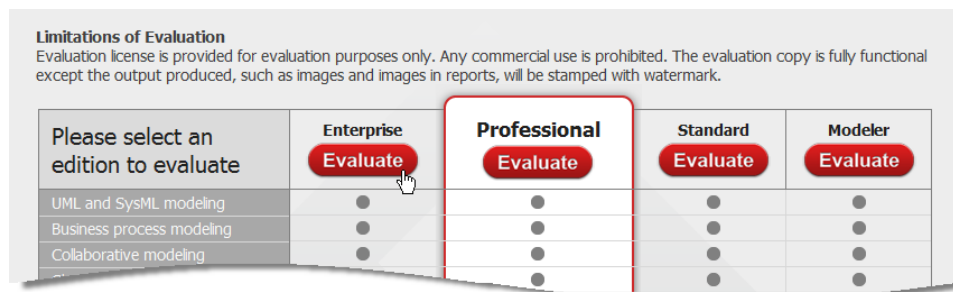 Limitations of Evaluation
Evaluation license is provided for evaluation purposes only. Any commercial use is prohibited. The evaluation copy is fully functional
except the output produced, such as images and images in reports, will be stamped with watermark.
Please select an
edition to evaluate
Enterprise
Evaluate
Professional
Evaluate
Standard
Evaluate
Modeler
Evaluate
UML and SysML modeling
Business process modeling
Collaborative modeling